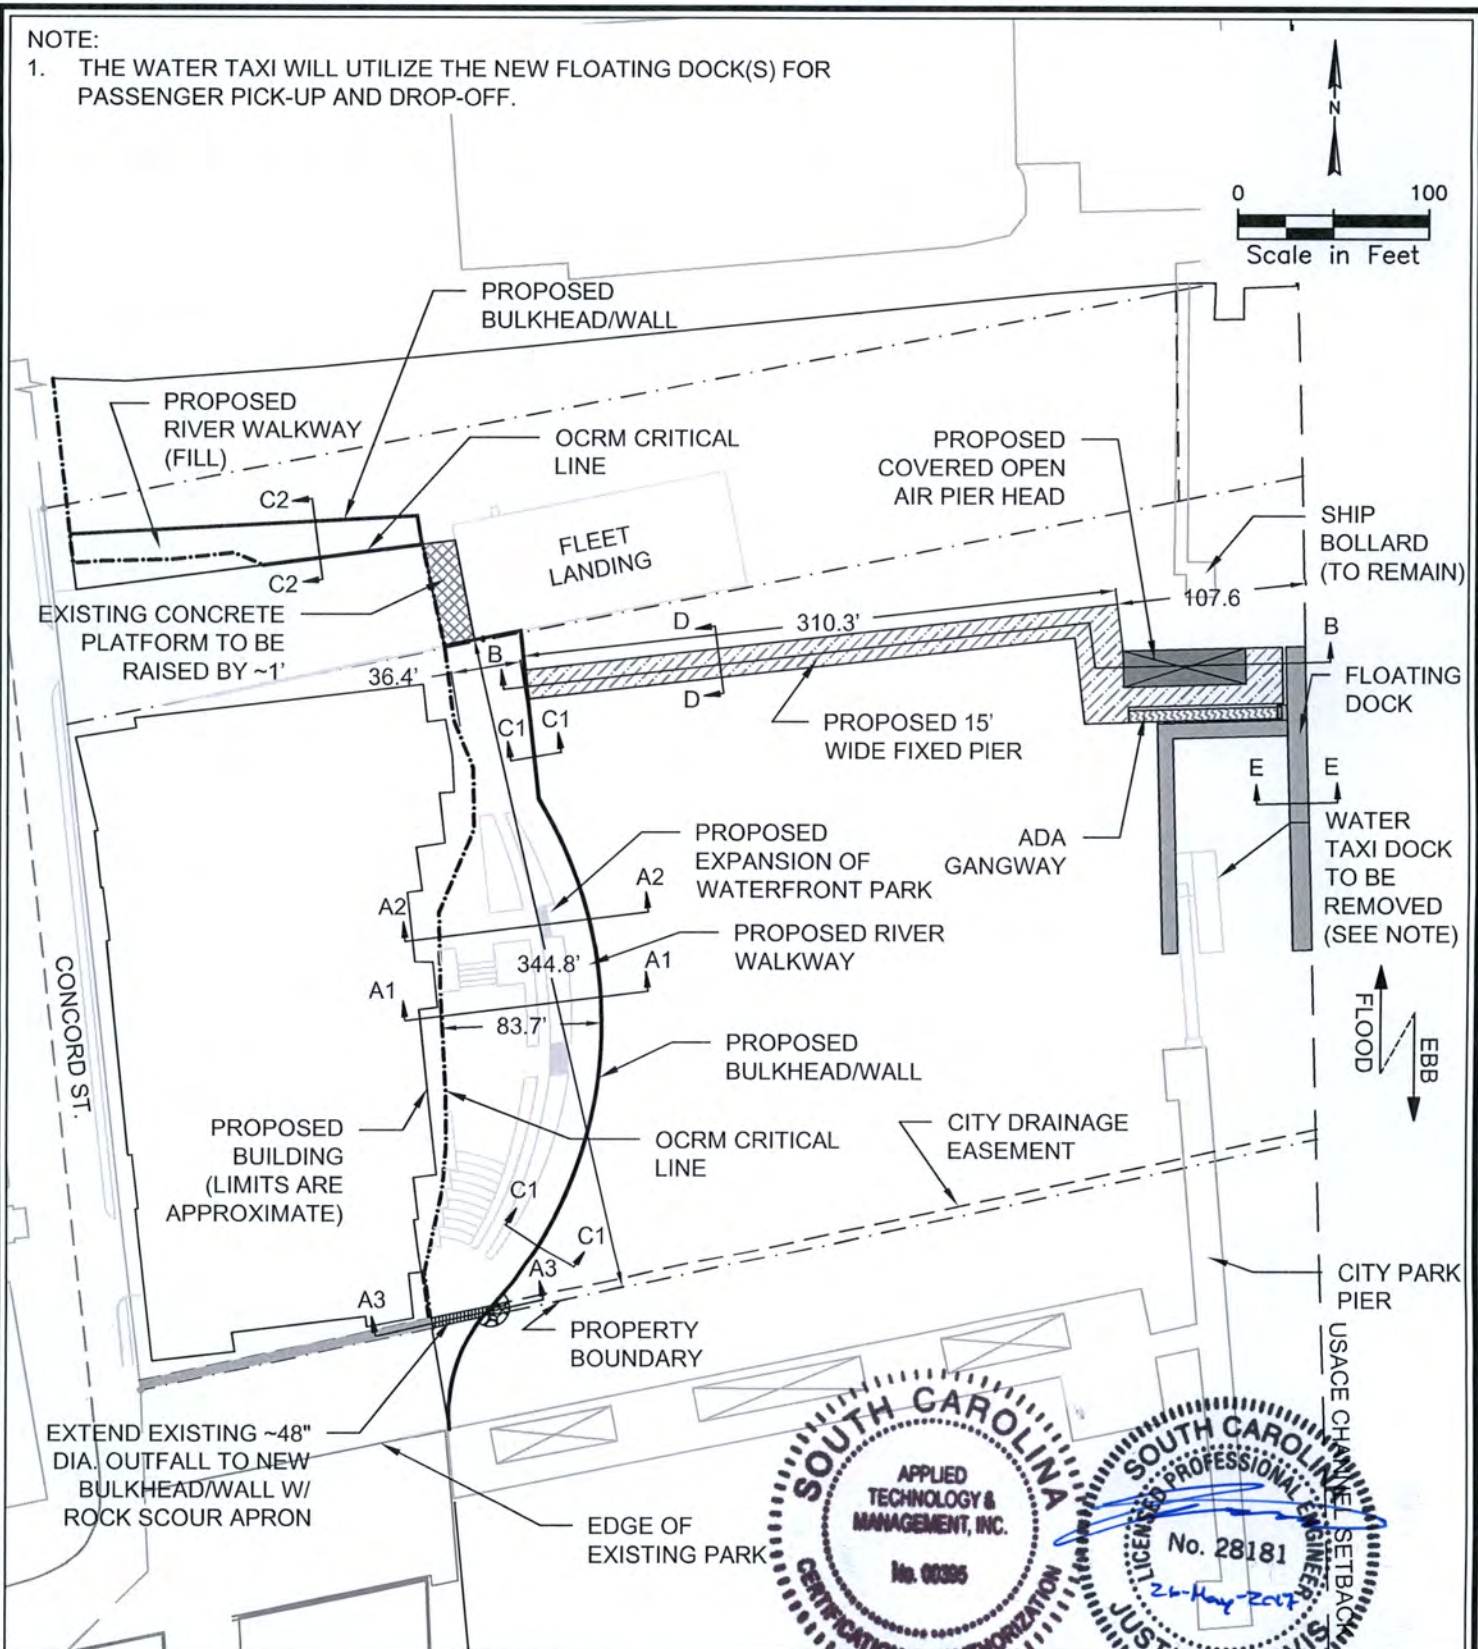 NOTE:
1. THE WATER TAXI WILL UTILIZE THE NEW FLOATING DOCK(S) FOR
PASSENGER PICK-UP AND DROP-OFF.
N
0 100
Scale in Feet
PROPOSED
BULKHEAD/WALL
PROPOSED
RIVER WALKWAY
(FILL)
OCRM CRITICAL
LINE
PROPOSED
COVERED OPEN
AIR PIER HEAD
C2
C2
FLEET
LANDING
SHIP
BOLLARD
(TO REMAIN)
EXISTING CONCRETE
PLATFORM TO BE
RAISED BY ~1'
107.6
310.3'
D
D
B
B
36.4'
FLOATING
DOCK
C1
C1
PROPOSED 15'
WIDE FIXED PIER
E
E
PROPOSED
EXPANSION OF
WATERFRONT PARK
ADA
GANGWAY
WATER
TAXI DOCK
TO BE
REMOVED
(SEE NOTE)
A2
A2
PROPOSED RIVER
WALKWAY
344.8'
A1
A1
83.7'
CONCORD ST.
FLOOD
EBB
PROPOSED
BULKHEAD/WALL
PROPOSED
BUILDING
(LIMITS ARE
APPROXIMATE)
OCRM CRITICAL
LINE
CITY DRAINAGE
EASEMENT
C1
C1
A3
A3
CITY PARK
PIER
PROPERTY
BOUNDARY
USACE CHANNEL SETBACK
EXTEND EXISTING ~48"
DIA. OUTFALL TO NEW
BULKHEAD/WALL W/
ROCK SCOUR APRON
EDGE OF
EXISTING PARK
SOUTH CAROLINA
APPLIED
TECHNOLOGY &
MANAGEMENT, INC.
No. 00395
CERTIFICATION AUTHORIZATION
SOUTH CAROLINA
LICENSED PROFESSIONAL ENGINEER
No. 28181
26-May-2017